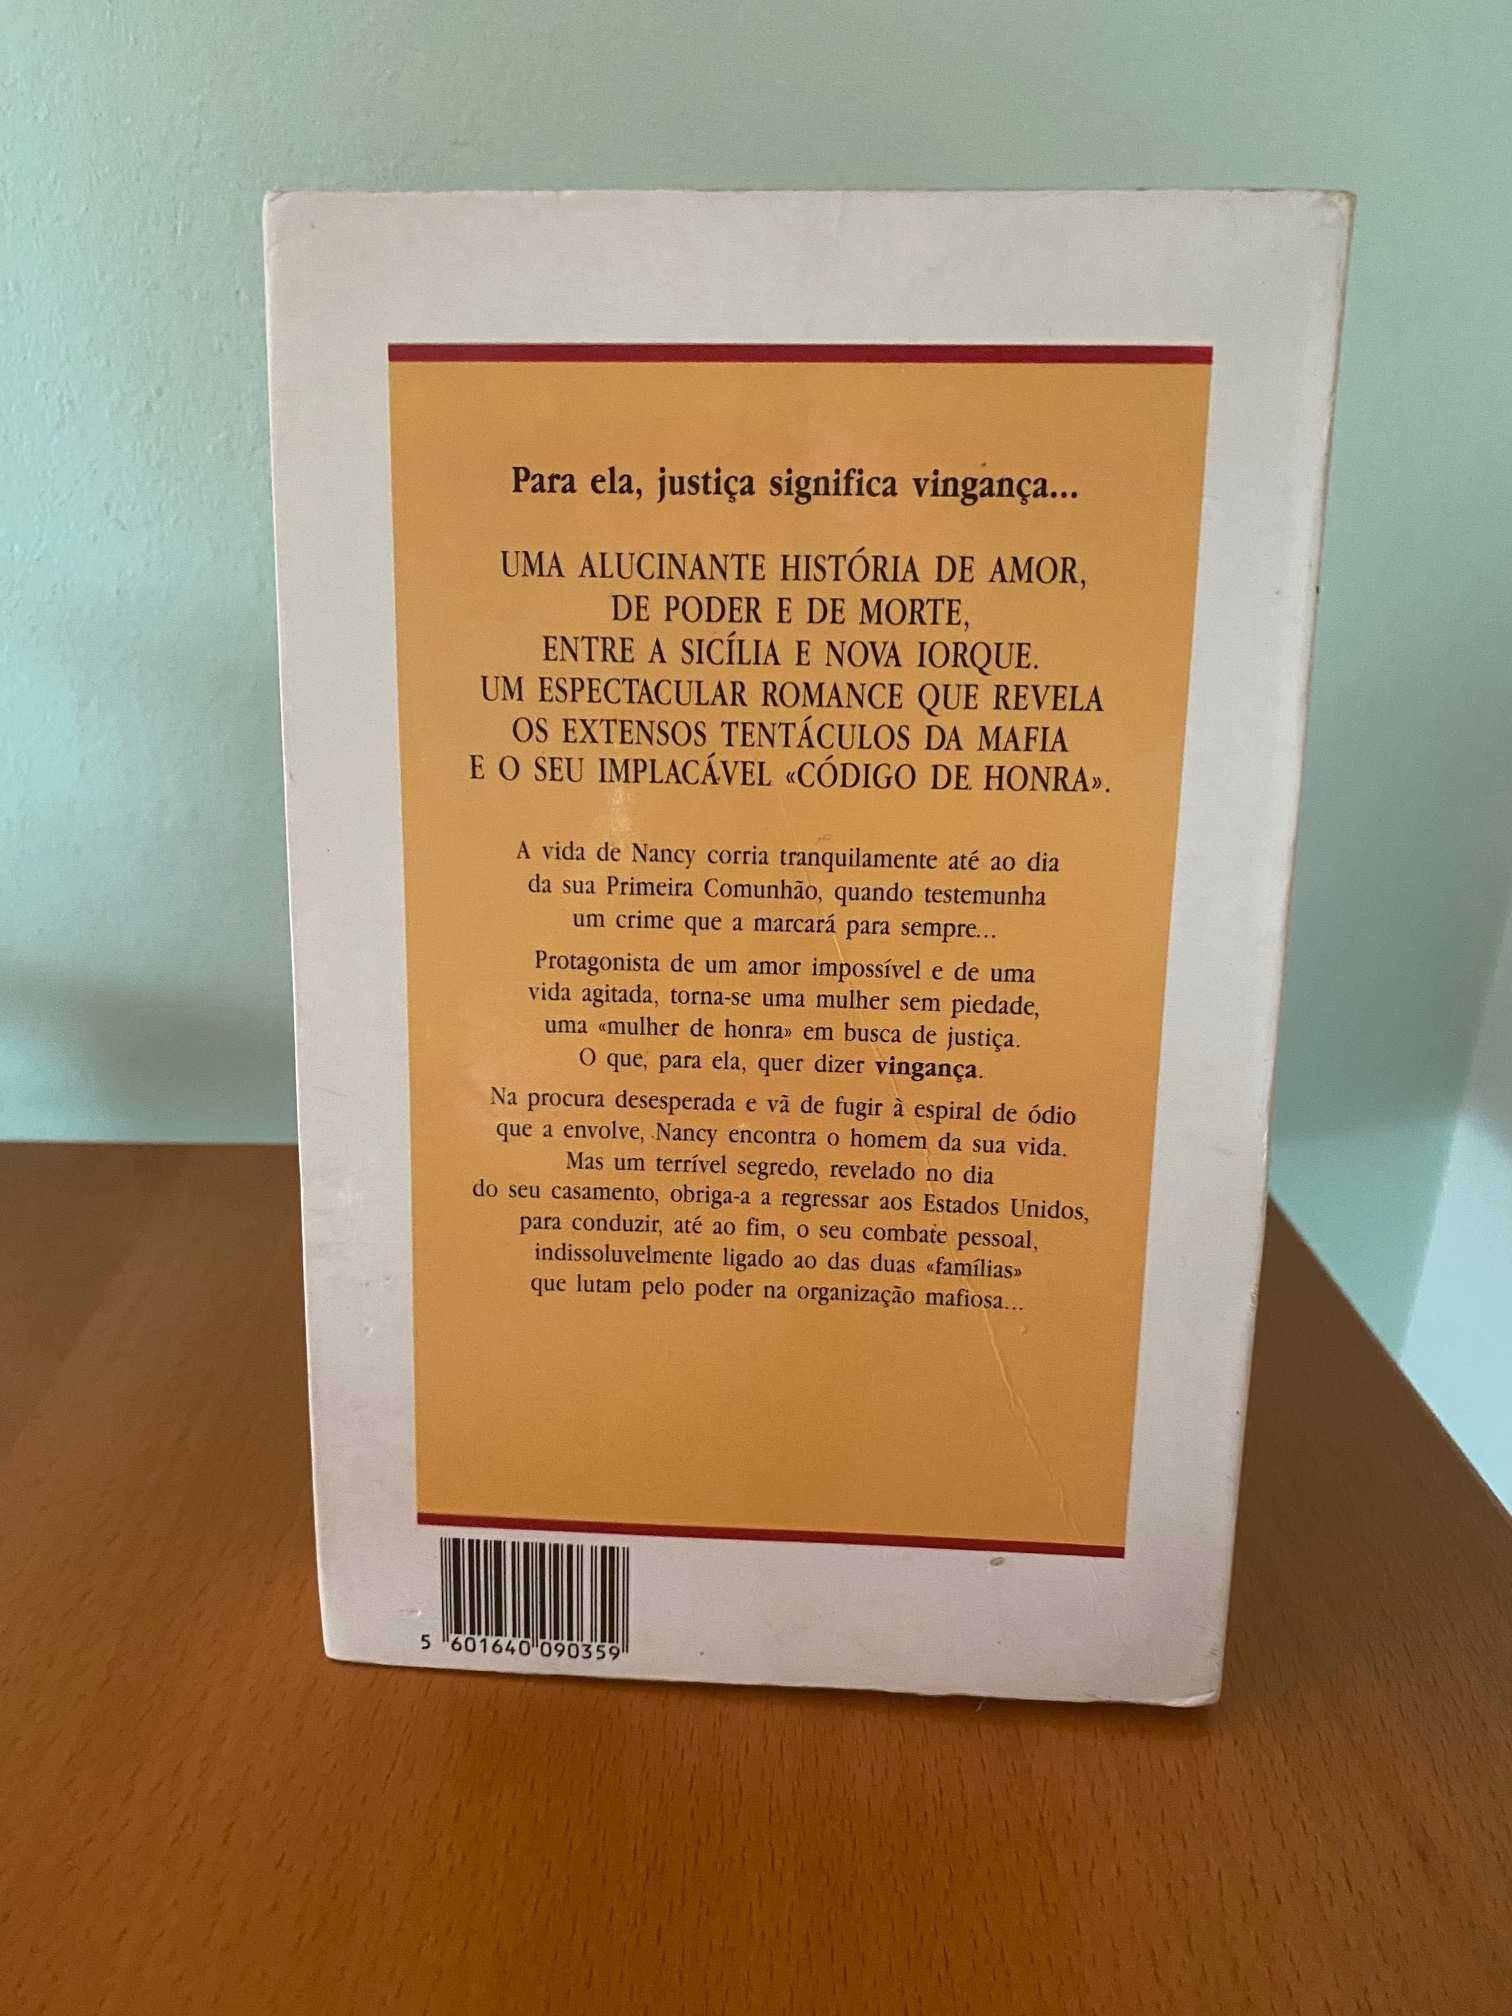 Para ela, justiça significa vingança...
UMA ALUCINANTE HISTÓRIA DE AMOR,
DE PODER E DE MORTE,
ENTRE A SICÍLIA E NOVA IORQUE.
UM ESPECTACULAR ROMANCE QUE REVELA
OS EXTENSOS TENTÁCULOS DA MAFIA
E O SEU IMPLACÁVEL «CÓDIGO DE HONRA».
A vida de Nancy corria tranquilamente até ao dia
da sua Primeira Comunhão, quando testemunha
um crime que a marcará para sempre...
Protagonista de um amor impossível e de uma
vida agitada, torna-se uma mulher sem piedade,
uma «mulher de honra» em busca de justiça.
O que, para ela, quer dizer vingança.
Na procura desesperada e vã de fugir à espiral de ódio
que a envolve, Nancy encontra o homem da sua vida.
Mas um terrível segredo, revelado no dia
do seu casamento, obriga-a a regressar aos Estados Unidos,
para conduzir, até ao fim, o seu combate pessoal,
indissoluvelmente ligado ao das duas «famílias»
que lutam pelo poder na organização mafiosa...
5 601640 090359